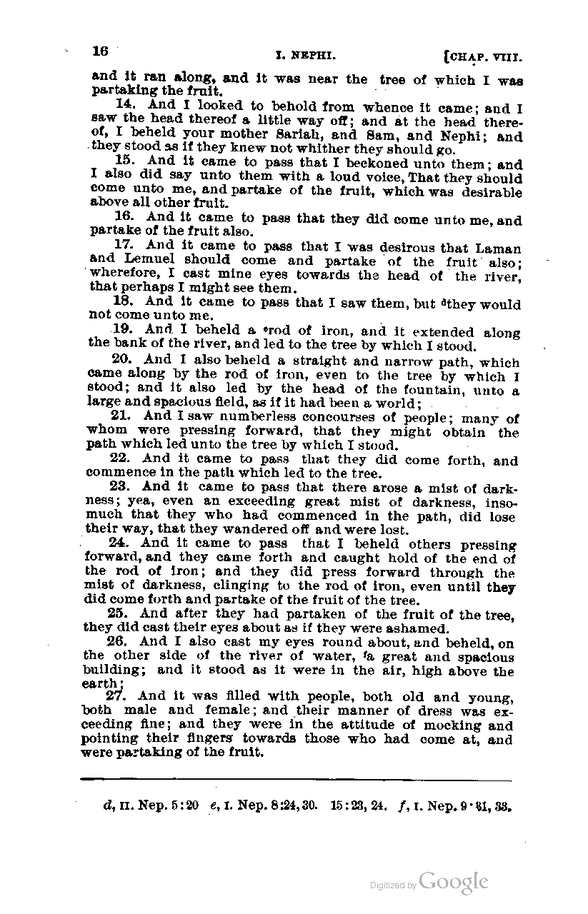 16 I. NEPHI. [CHAP. VIII.
and it ran along, and it was near the tree of which I was
partaking the fruit.
14. And I looked to behold from whence it came; and I
saw the head thereof a little way off; and at the head there-
of, I beheld your mother Sariah, and Sam, and Nephi; and
they stood as if they knew not whither they should go.
15. And it came to pass that I beckoned unto them; and
I also did say unto them with a loud voice, That they should
come unto me, and partake of the fruit, which was desirable
above all other fruit.
16. And it came to pass that they did come unto me, and
partake of the fruit also.
17. And it came to pass that I was desirous that Laman
and Lemuel should come and partake of the fruit also;
wherefore, I cast mine eyes towards the head of the river,
that perhaps I might see them.
18. And it came to pass that I saw them, but dthey would
not come unto me.
19. And I beheld a erod of iron, and it extended along
the bank of the river, and led to the tree by which I stood.
20. And I also beheld a straight and narrow path, which
came along by the rod of iron, even to the tree by which I
stood; and it also led by the head of the fountain, unto a
large and spacious field, as if it had been a world;
21. And I saw numberless concourses of people; many of
whom were pressing forward, that they might obtain the
path which led unto the tree by which I stood.
22. And it came to pass that they did come forth, and
commence in the path which led to the tree.
23. And it came to pass that there arose a mist of dark-
ness; yea, even an exceeding great mist of darkness, inso-
much that they who had commenced in the path, did lose
their way, that they wandered off and were lost.
24. And it came to pass that I beheld others pressing
forward, and they came forth and caught hold of the end of
the rod of iron; and they did press forward through the
mist of darkness, clinging to the rod of iron, even until they
did come forth and partake of the fruit of the tree.
25. And after they had partaken of the fruit of the tree,
they did cast their eyes about as if they were ashamed.
26. And I also cast my eyes round about, and beheld, on
the other side of the river of water, fa great and spacious
building; and it stood as it were in the air, high above the
earth;
27. And it was filled with people, both old and young,
both male and female; and their manner of dress was ex-
ceeding fine; and they were in the attitude of mocking and
pointing their fingers towards those who had come at, and
were partaking of the fruit.
d, II. Nep. 5:20 e, I. Nep. 8:24, 30. 15:23, 24. f, I. Nep. 9
Digitized by Google